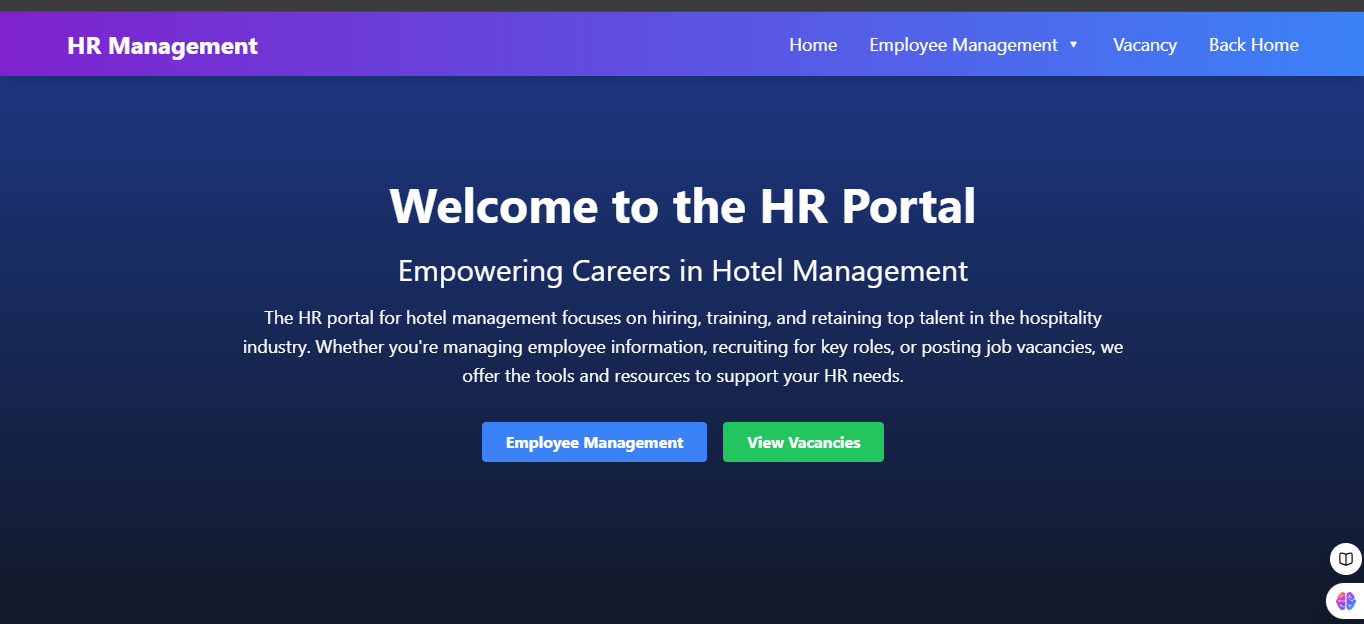 HR Management
Home
Employee Management ▼
Vacancy
Back Home
Welcome to the HR Portal
Empowering Careers in Hotel Management
The HR portal for hotel management focuses on hiring, training, and retaining top talent in the hospitality
industry. Whether you're managing employee information, recruiting for key roles, or posting job vacancies, we
offer the tools and resources to support your HR needs.
Employee Management
View Vacancies